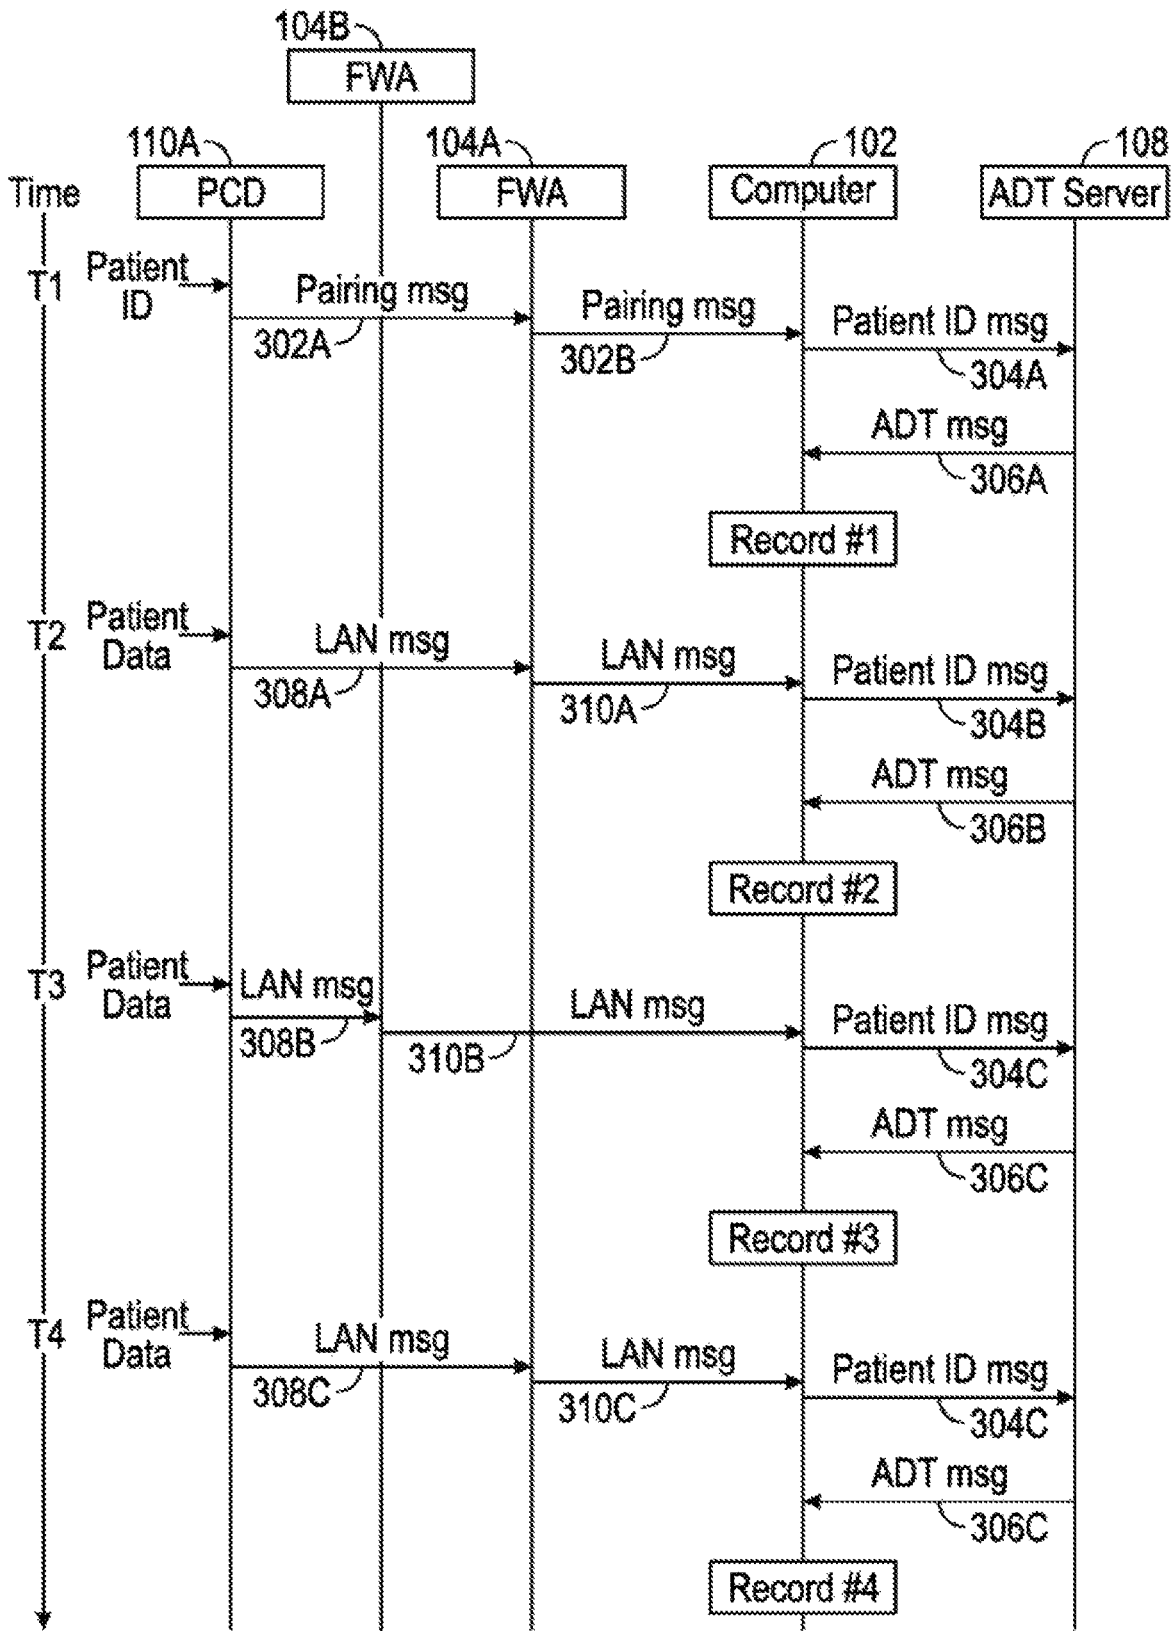 104B
FWA
110A
104A
102
108
Time
PCD
FWA
Computer
ADT Server
T1
Patient
ID
Pairing msg
302A
Pairing msg
302B
Patient ID msg
304A
ADT msg
306A
Record #1
T2
Patient
Data
LAN msg
308A
LAN msg
310A
Patient ID msg
304B
ADT msg
306B
Record #2
T3
Patient
Data
LAN msg
308B
LAN msg
310B
Patient ID msg
304C
ADT msg
306C
Record #3
T4
Patient
Data
LAN msg
308C
LAN msg
310C
Patient ID msg
304C
ADT msg
306C
Record #4